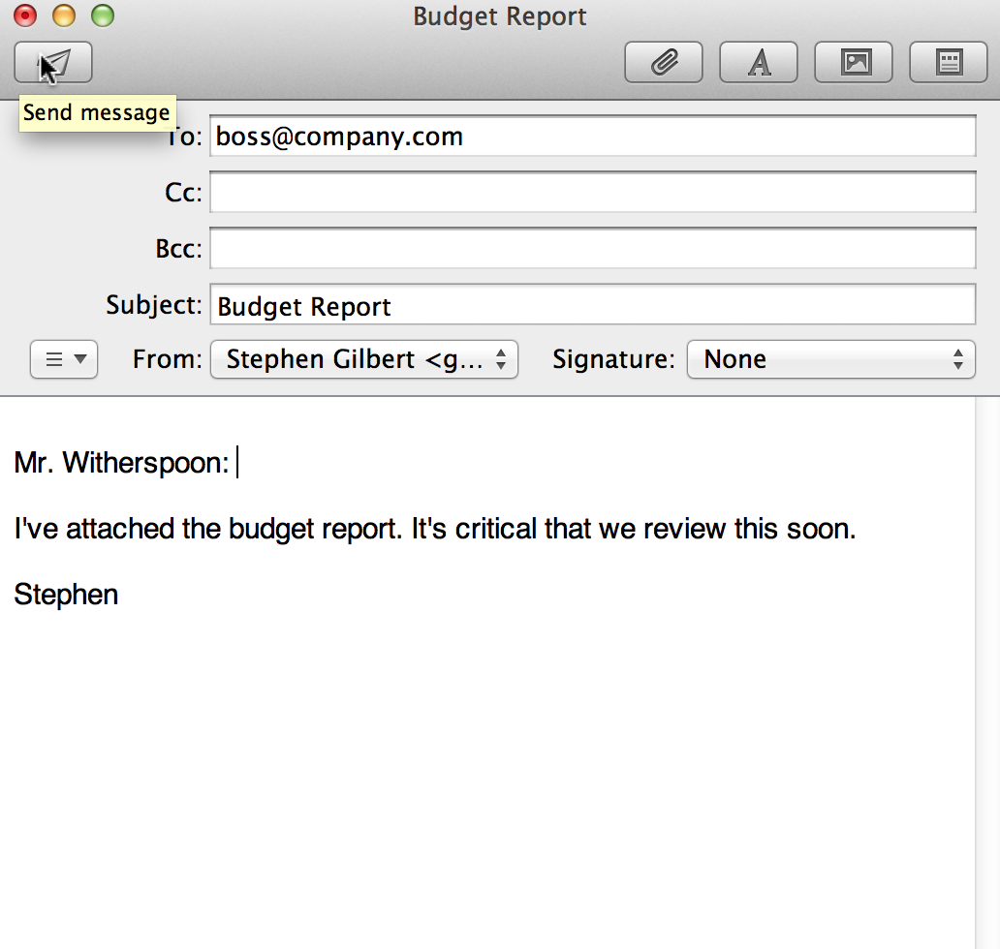 Budget Report
Send message
To: boss@company.com
Cc:
Bcc:
Subject: Budget Report
From: Stephen Gilbert <g... Signature: None
Mr. Witherspoon:
I've attached the budget report. It's critical that we review this soon.
Stephen